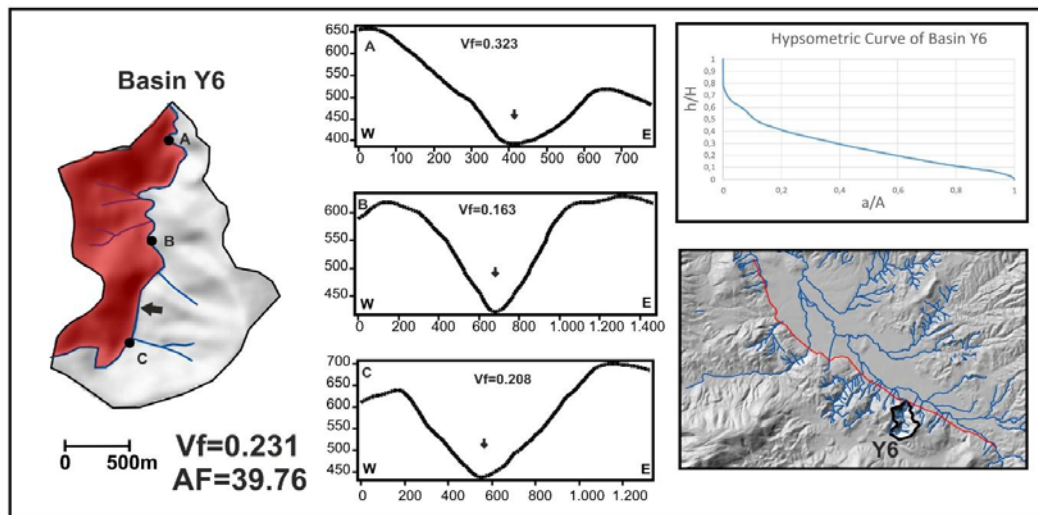 Basin Y6
A
B
C
0 500m
Vf=0.231
AF=39.76
A
Vf=0.323
650
600
550
500
450
400
W
E
0 100 200 300 400 500 600 700
B
Vf=0.163
600
550
500
450
W
E
0 200 400 600 800 1.000 1.200 1.460
C
Vf=0.208
700
650
600
550
500
450
W
E
0 200 400 600 800 1.000 1.200
Hypsometric Curve of Basin Y6
h/H
1
0,9
0,8
0,7
0,6
0,5
0,4
0,3
0,2
0,1
0
0 0,2 0,4 0,6 0,8 1
a/A
Y6